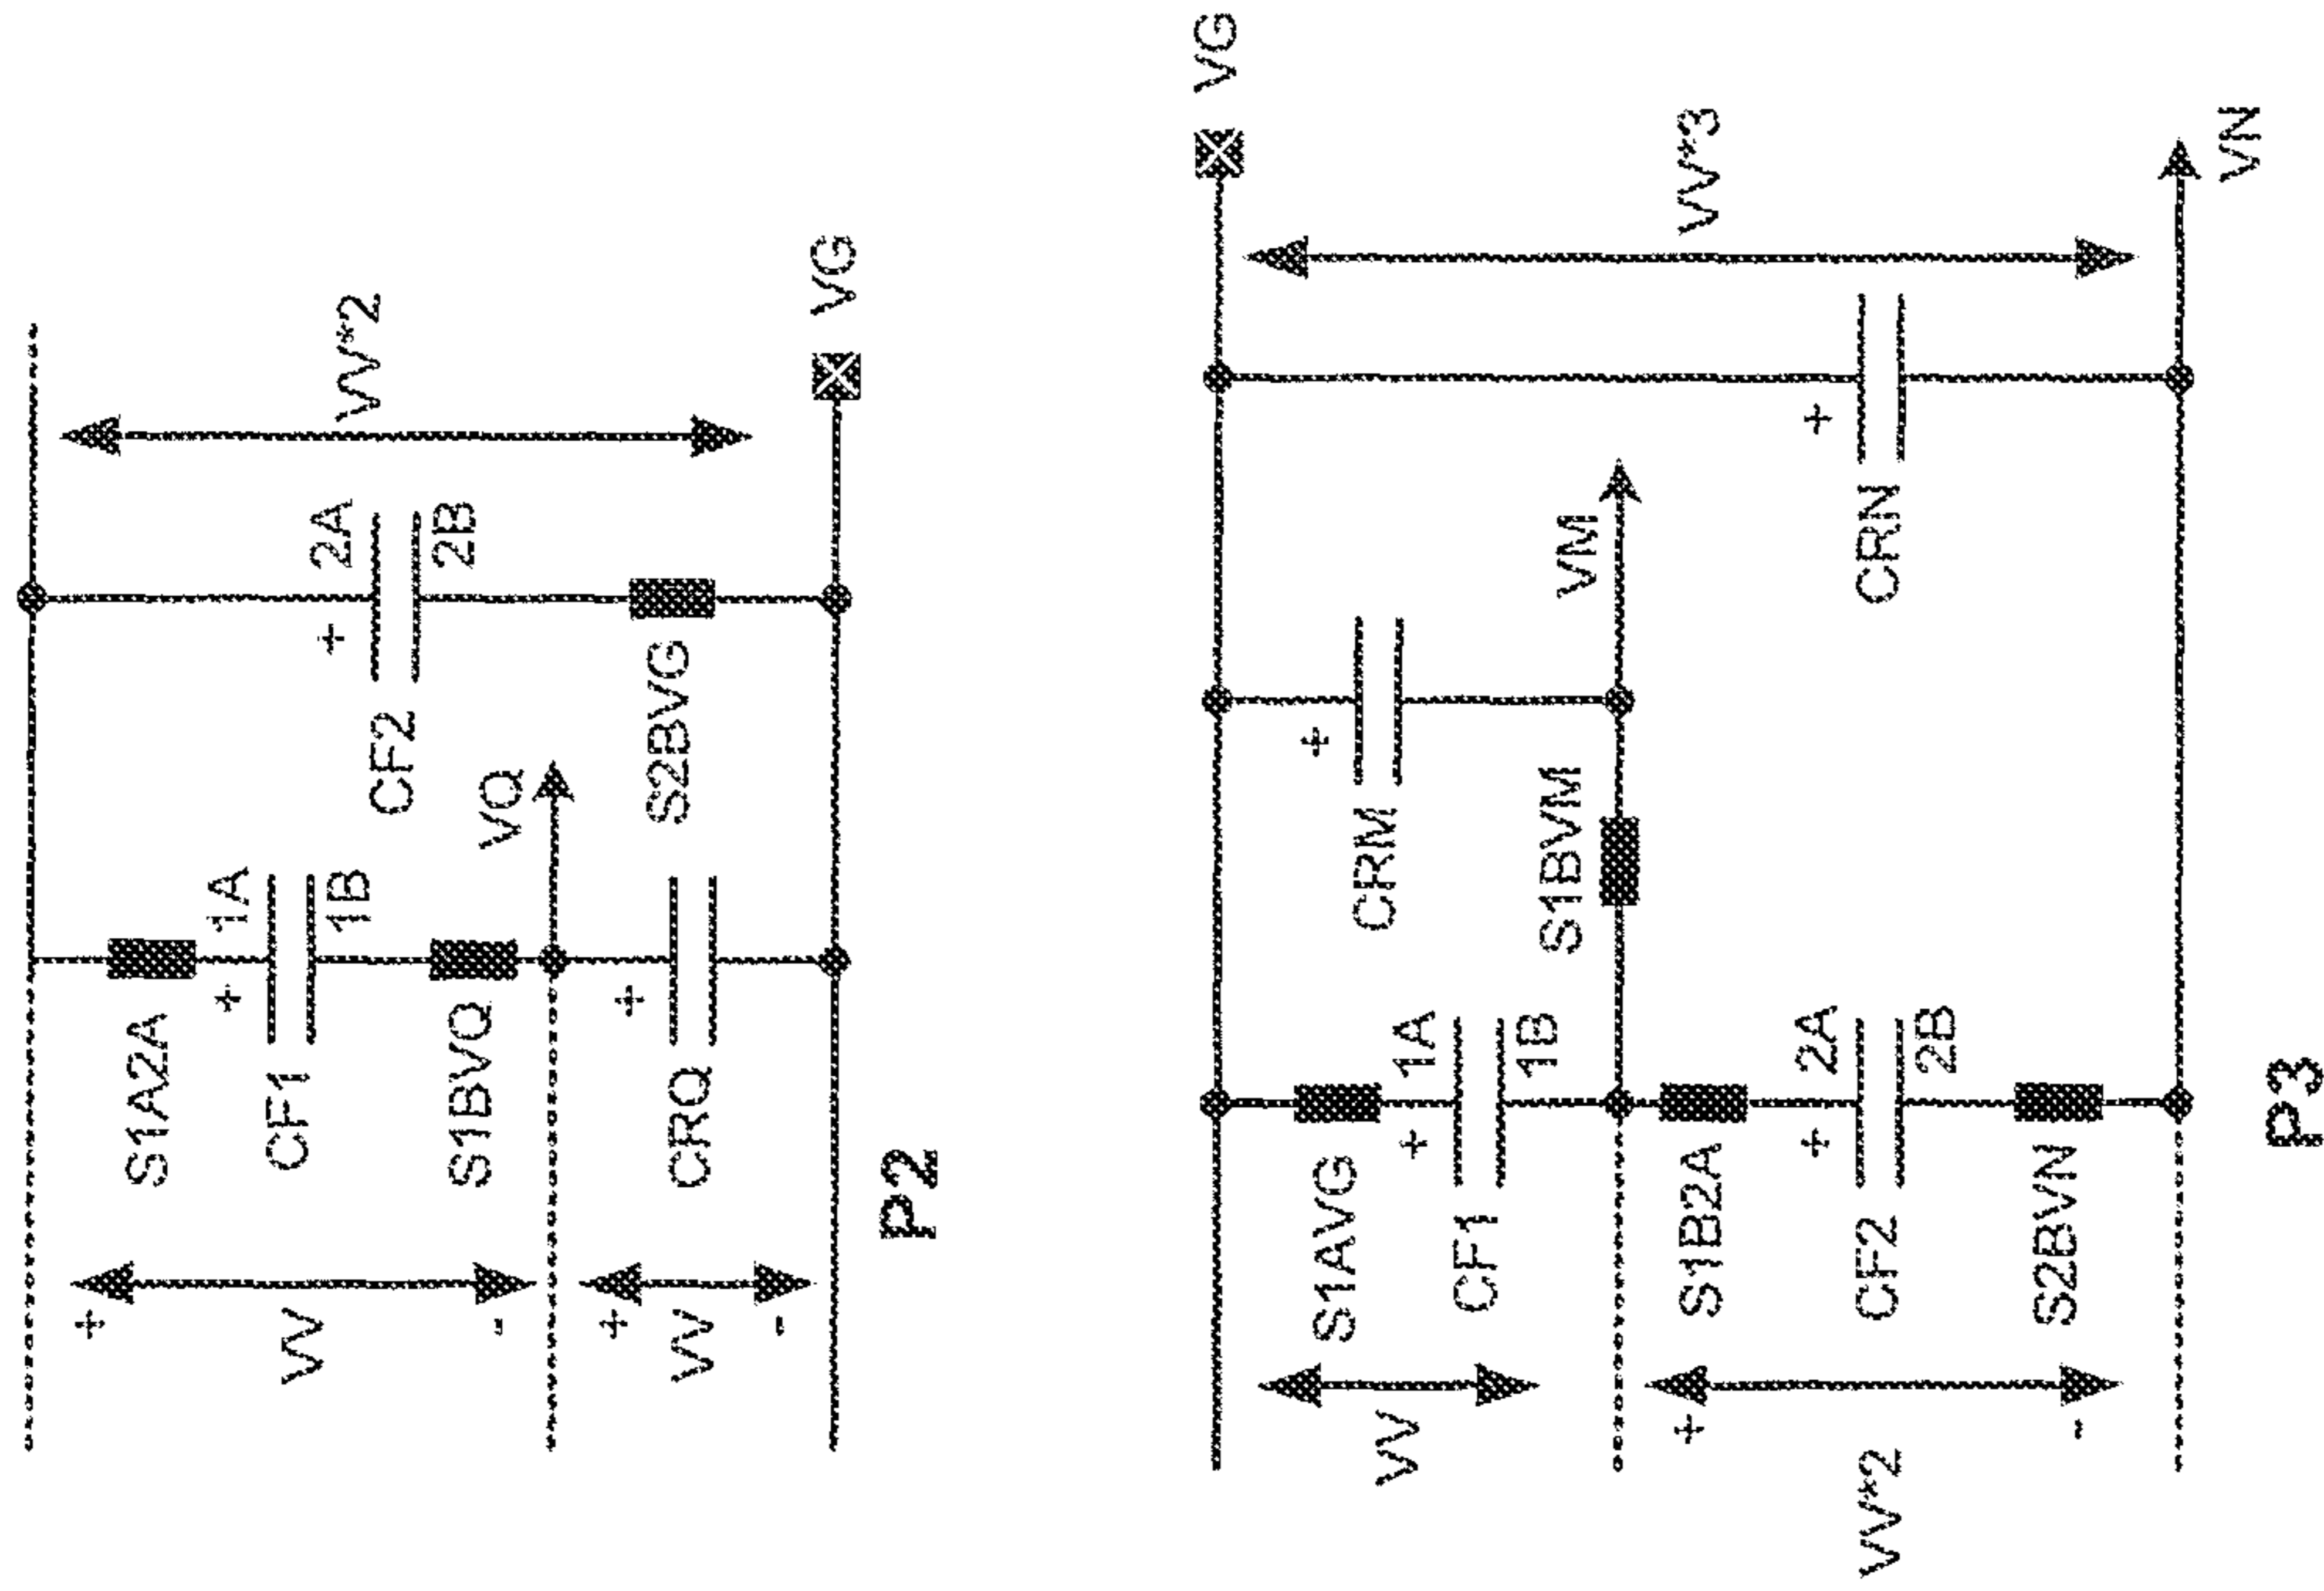 VV*2
VG
S1A2A
+
1A
CF1
1B
S1BVQ
VQ
+
CRQ
+
2A
CF2
2B
S2BVG
+
VV
-
+
VV
-
P2
VG
VV*3
S1AVG
+
1A
CF1
1B
+
CRM
S1BVM
VM
+
CRN
VN
S1B2A
+
2A
CF2
2B
S2BVN
VV
+
VV*2
-
P3